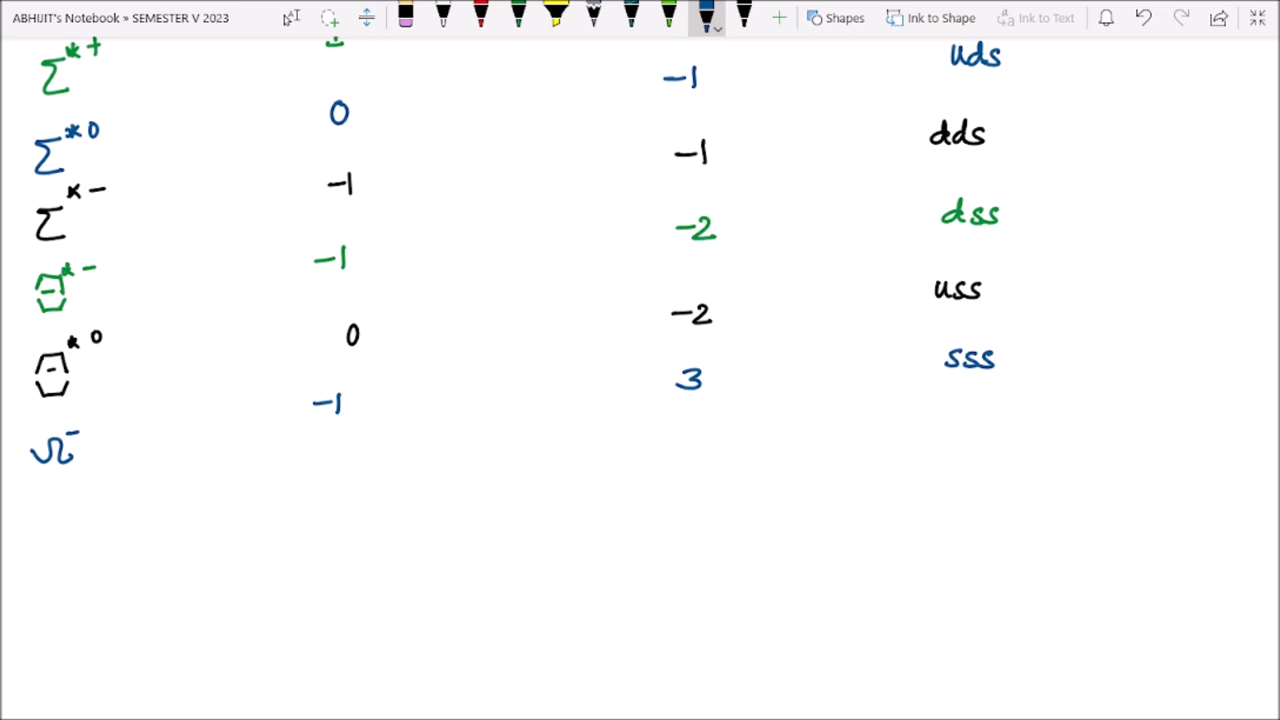 ABHIJIT's Notebook » SEMESTER V 2023
Shapes
Ink to Shape
Ink to Text
Σ*+ uds
Σ*0 0 -1 dds
Σ*- -1 -1 dss
Ξ*- -1 -2 uss
Ξ*0 0 -2 sss
Ω- -1 3